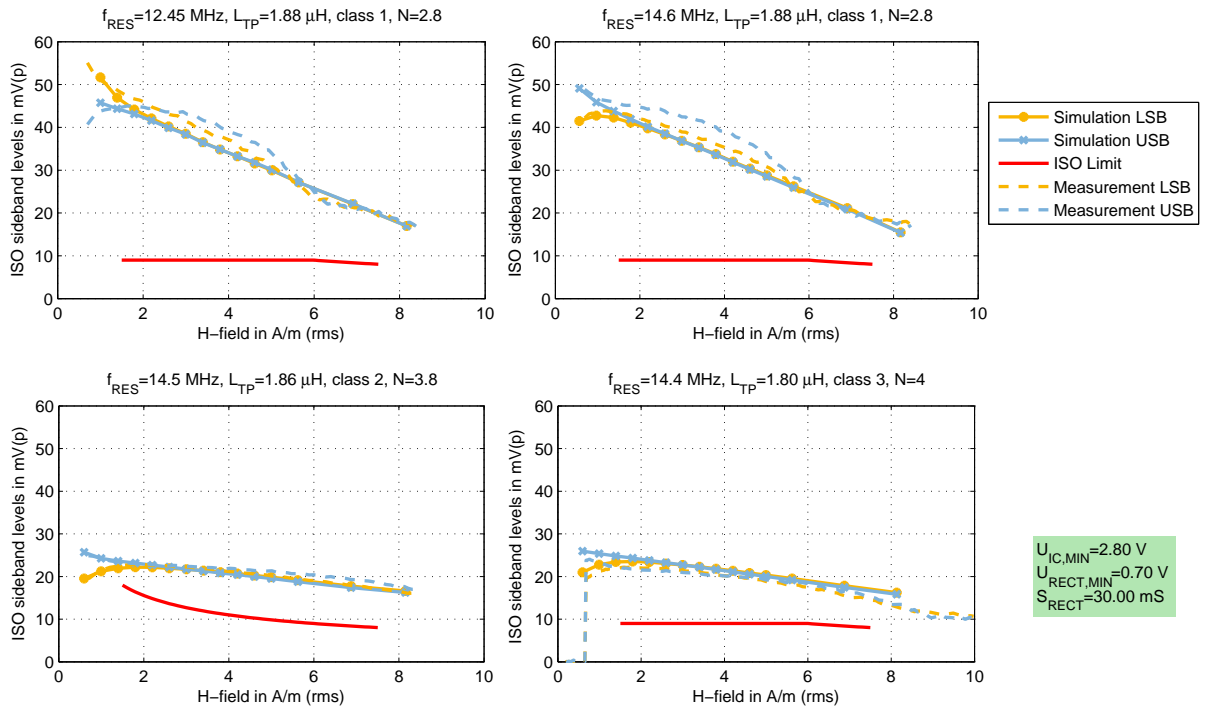 f_RES=12.45 MHz, L_TP=1.88 μH, class 1, N=2.8
60
50
40
30
20
10
0
ISO sideband levels in mV(p)
0 2 4 6 8 10
H−field in A/m (rms)
f_RES=14.6 MHz, L_TP=1.88 μH, class 1, N=2.8
60
50
40
30
20
10
0
ISO sideband levels in mV(p)
0 2 4 6 8 10
H−field in A/m (rms)
Simulation LSB
Simulation USB
ISO Limit
Measurement LSB
Measurement USB
f_RES=14.5 MHz, L_TP=1.86 μH, class 2, N=3.8
60
50
40
30
20
10
0
ISO sideband levels in mV(p)
0 2 4 6 8 10
H−field in A/m (rms)
f_RES=14.4 MHz, L_TP=1.80 μH, class 3, N=4
60
50
40
30
20
10
0
ISO sideband levels in mV(p)
0 2 4 6 8 10
H−field in A/m (rms)
U_IC,MIN=2.80 V
U_RECT,MIN=0.70 V
S_RECT=30.00 mS